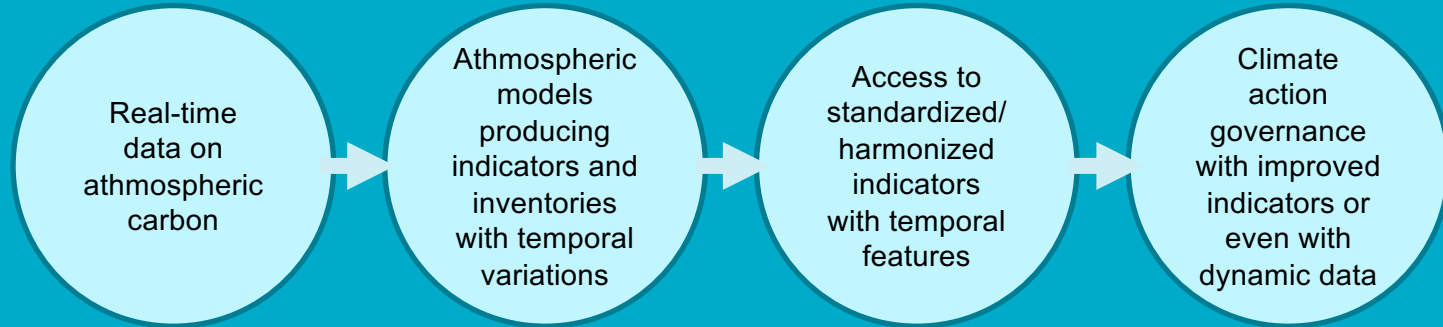 Real-time
data on
athmospheric
carbon
Athmospheric
models
producing
indicators and
inventories
with temporal
variations
Access to
standardized/
harmonized
indicators
with temporal
features
Climate
action
governance
with improved
indicators or
even with
dynamic data